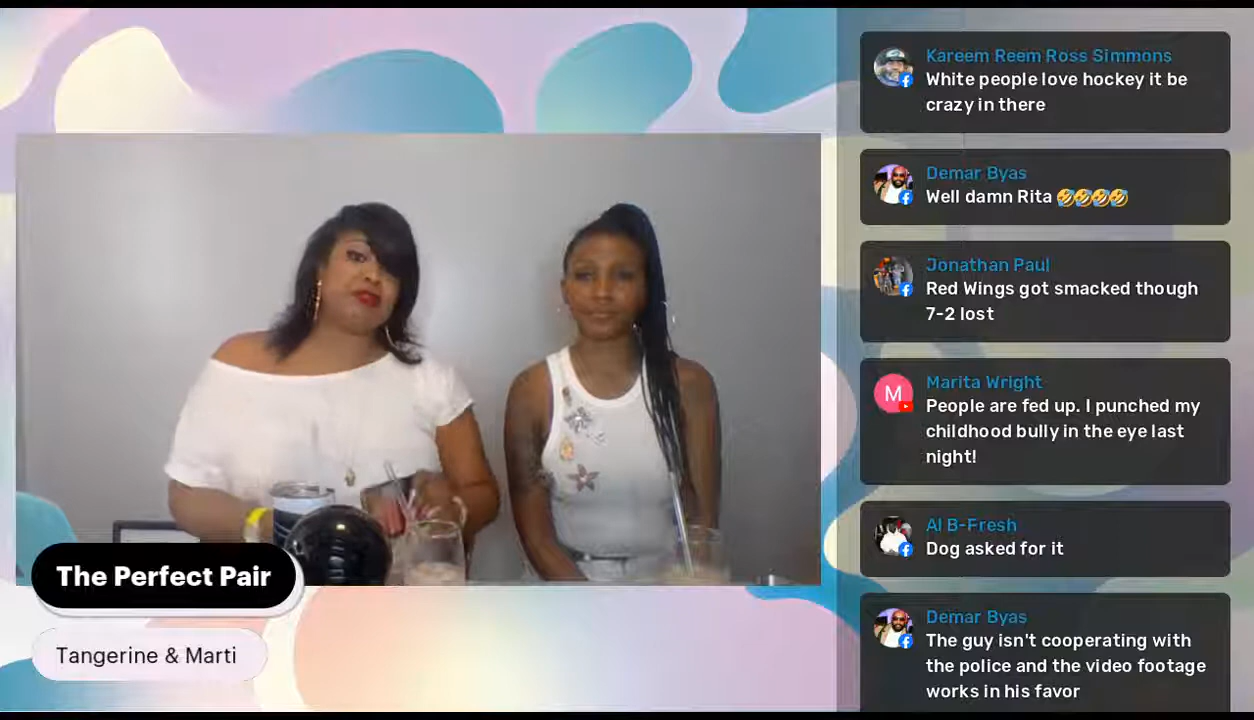 The Perfect Pair
Tangerine & Marti
Kareem Reem Ross Simmons
White people love hockey it be
crazy in there
Demar Byas
Well damn Rita 🤣🤣🤣🤣
Jonathan Paul
Red Wings got smacked though
7-2 lost
M
Marita Wright
People are fed up. I punched my
childhood bully in the eye last
night!
Al B-Fresh
Dog asked for it
Demar Byas
The guy isn't cooperating with
the police and the video footage
works in his favor